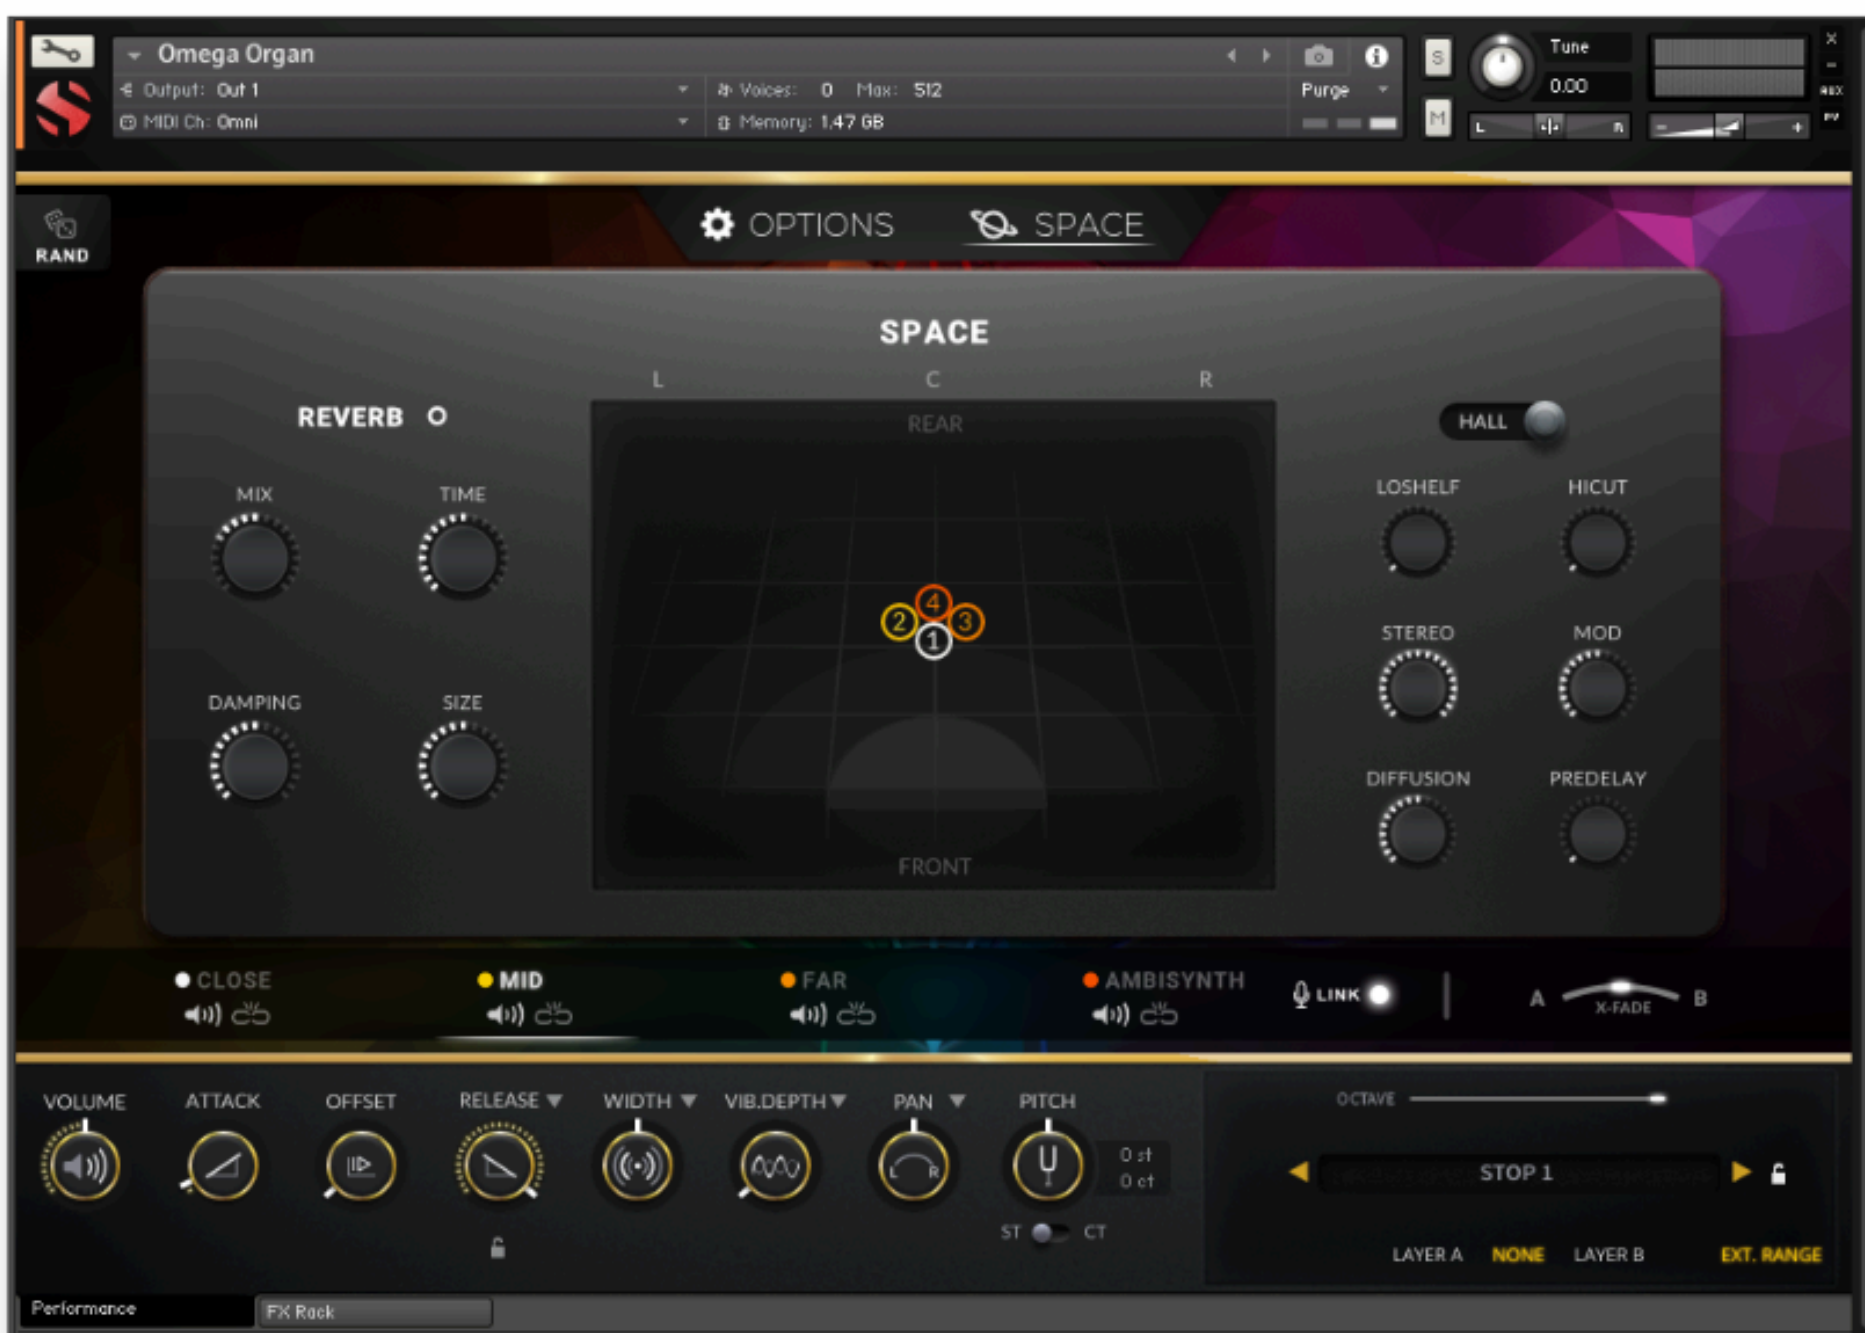 Omega Organ
Output: Out 1
Voices: 0 Max: 512
Purge
MIDI Ch: Omni
Memory: 1.47 GB
S
M
Tune
0.00
L R
- +
x
-
AUX
PV
RAND
OPTIONS
SPACE
SPACE
L C R
REVERB
REAR
HALL
MIX TIME
LOSHELF HICUT
4
2 3
1
STEREO MOD
DAMPING SIZE
DIFFUSION PREDELAY
FRONT
CLOSE
MID
FAR
AMBISYNTH
LINK
A X-FADE B
VOLUME
ATTACK
OFFSET
RELEASE
WIDTH
VIB.DEPTH
PAN
PITCH
L R
0 st
0 ct
ST CT
OCTAVE
STOP 1
LAYER A NONE LAYER B EXT. RANGE
Performance
FX Rack